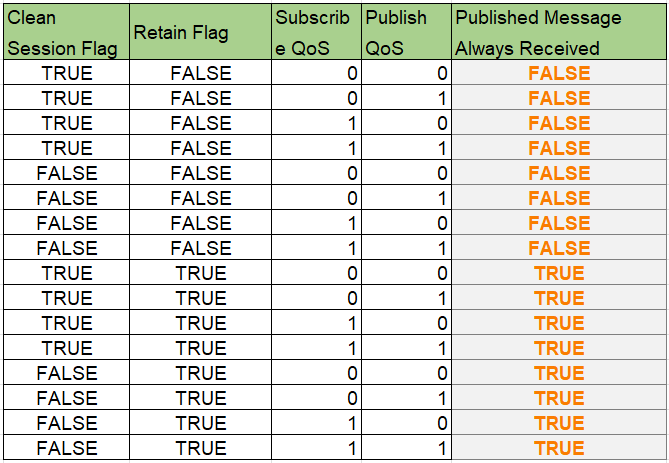 Clean Session Flag Retain Flag Subscribe QoS Publish QoS Published Message Always Received
TRUE FALSE 0 0 FALSE
TRUE FALSE 0 1 FALSE
TRUE FALSE 1 0 FALSE
TRUE FALSE 1 1 FALSE
FALSE FALSE 0 0 FALSE
FALSE FALSE 0 1 FALSE
FALSE FALSE 1 0 FALSE
FALSE FALSE 1 1 FALSE
TRUE TRUE 0 0 TRUE
TRUE TRUE 0 1 TRUE
TRUE TRUE 1 0 TRUE
TRUE TRUE 1 1 TRUE
FALSE TRUE 0 0 TRUE
FALSE TRUE 0 1 TRUE
FALSE TRUE 1 0 TRUE
FALSE TRUE 1 1 TRUE